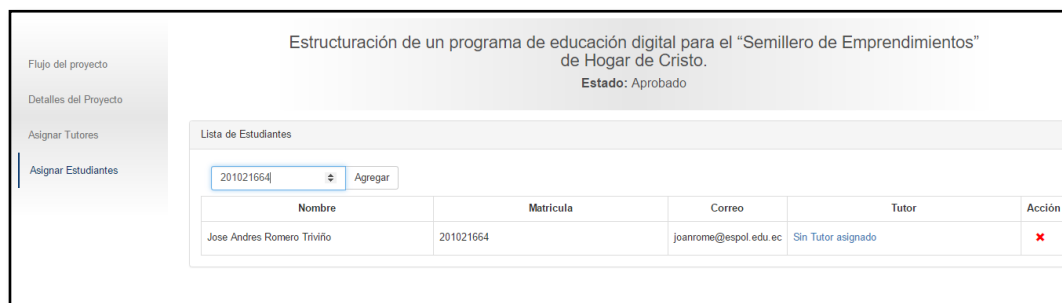 Estructuración de un programa de educación digital para el “Semillero de Emprendimientos”
de Hogar de Cristo.
Estado: Aprobado
Flujo del proyecto
Detalles del Proyecto
Asignar Tutores
Asignar Estudiantes
Lista de Estudiantes
201021664 Agregar
Nombre Matricula Correo Tutor Acción
Jose Andres Romero Triviño 201021664 joanrome@espol.edu.ec Sin Tutor asignado